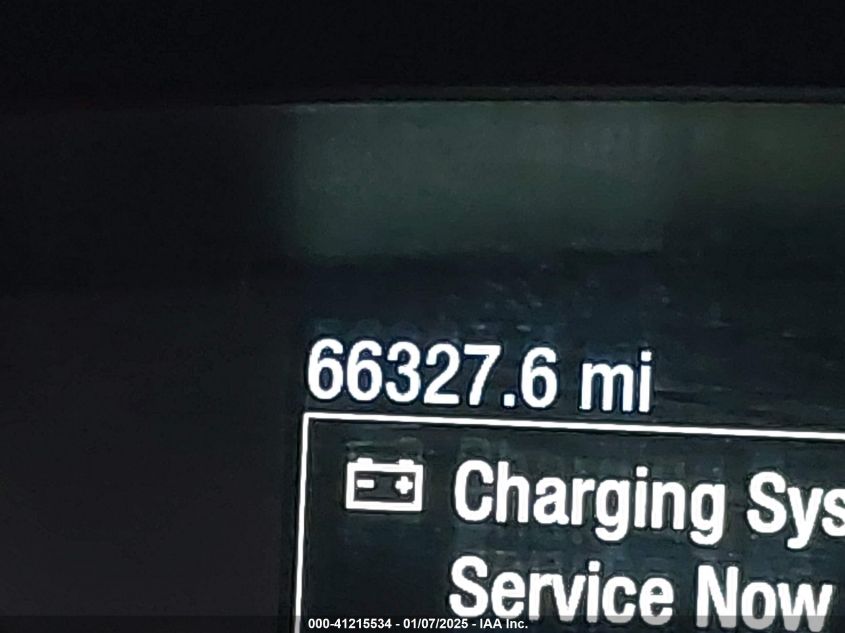 66327.6 mi
Charging Sys
Service Now
000-41215534 - 01/07/2025 - IAA Inc.